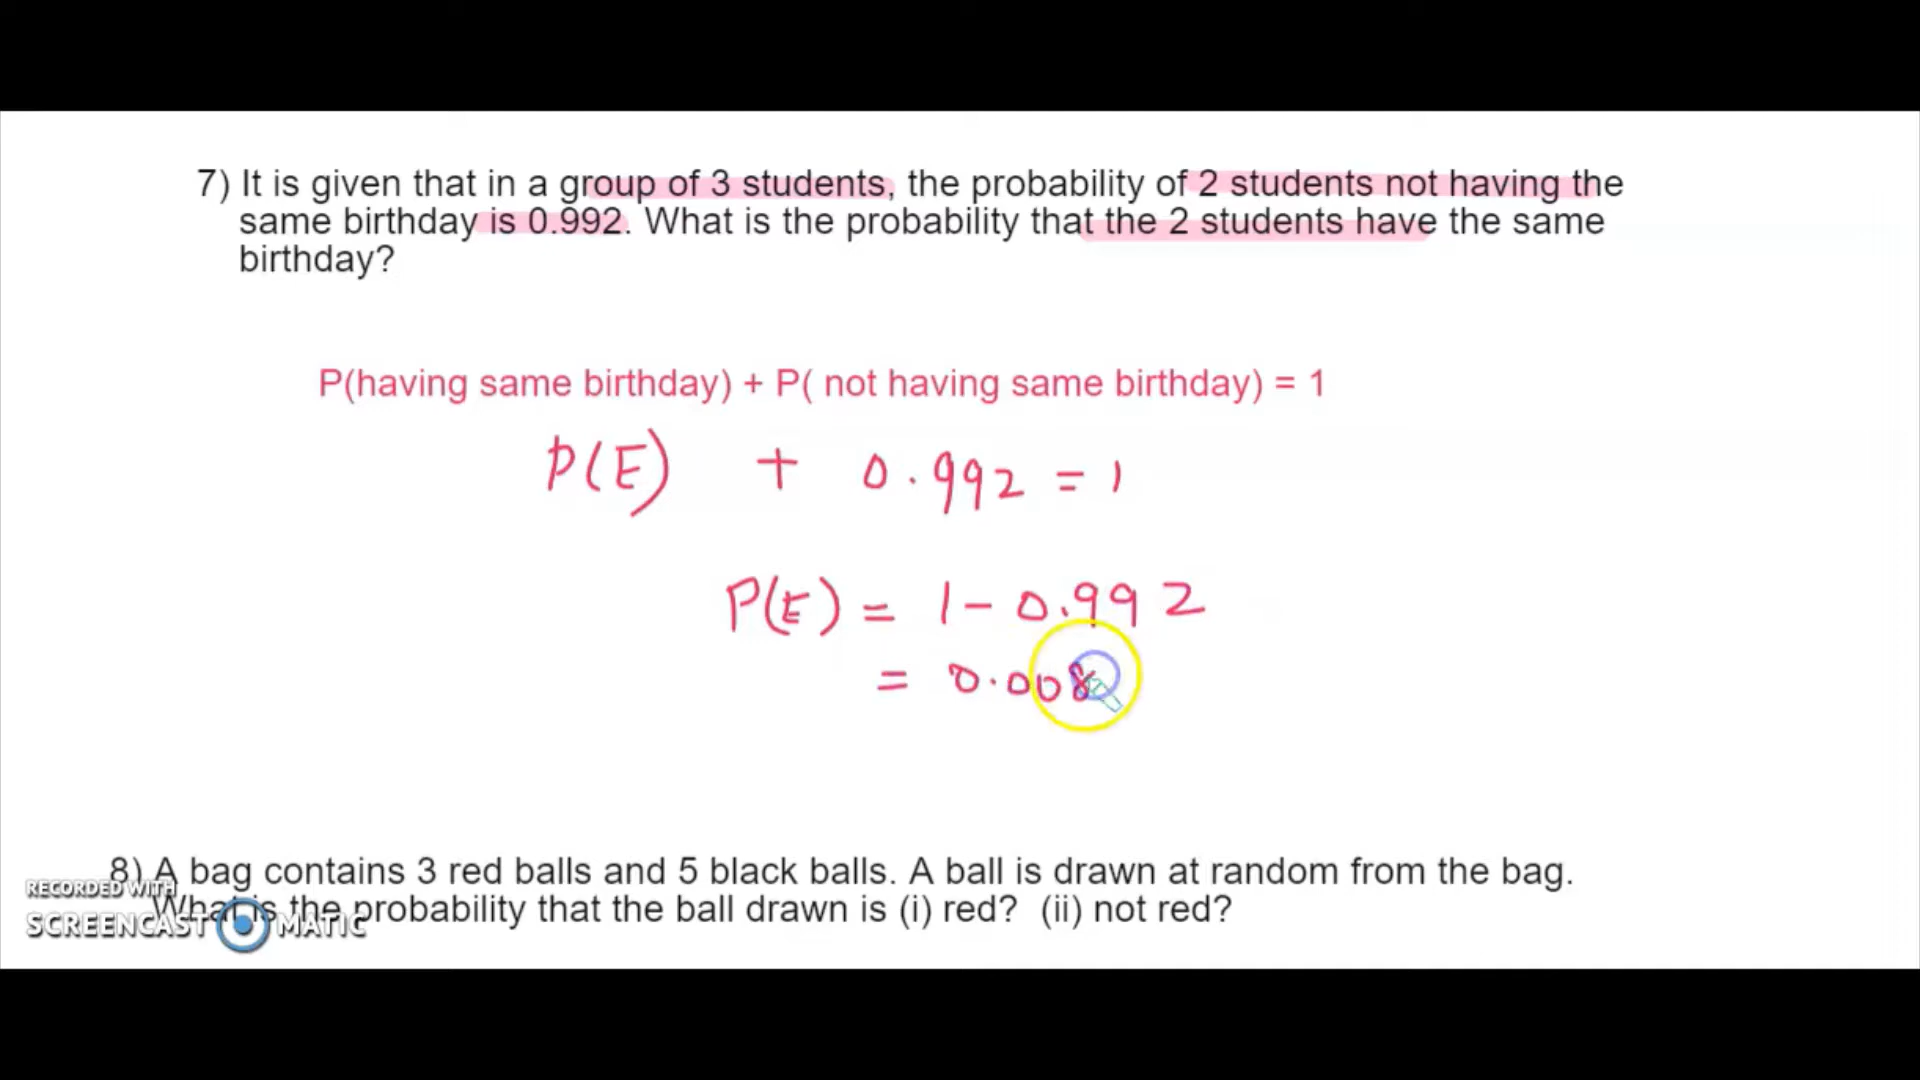 7) It is given that in a group of 3 students, the probability of 2 students not having the
same birthday is 0.992. What is the probability that the 2 students have the same
birthday?
P(having same birthday) + P( not having same birthday) = 1
P(E) + 0.992 = 1
P(E) = 1 - 0.992
= 0.008
8) A bag contains 3 red balls and 5 black balls. A ball is drawn at random from the bag.
What is the probability that the ball drawn is (i) red? (ii) not red?
RECORDED WITH
SCREENCAST MATIC